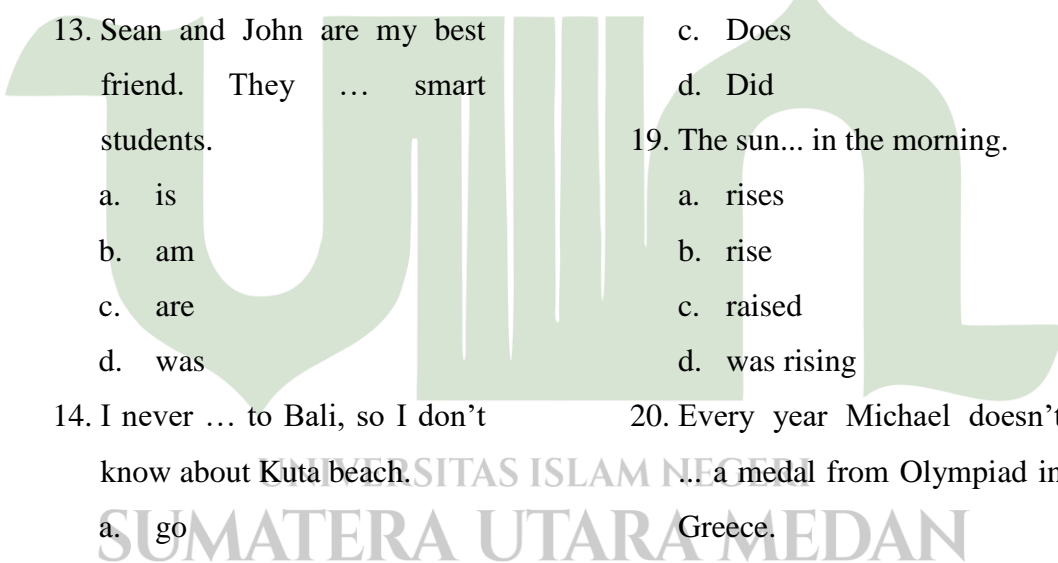 13. Sean and John are my best
friend. They … smart
students.
a. is
b. am
c. are
d. was
14. I never … to Bali, so I don’t
know about Kuta beach.
a. go
c. Does
d. Did
19. The sun... in the morning.
a. rises
b. rise
c. raised
d. was rising
20. Every year Michael doesn’t
... a medal from Olympiad in
Greece.
UNIVERSITAS ISLAM NEGERI
SUMATERA UTARA MEDAN